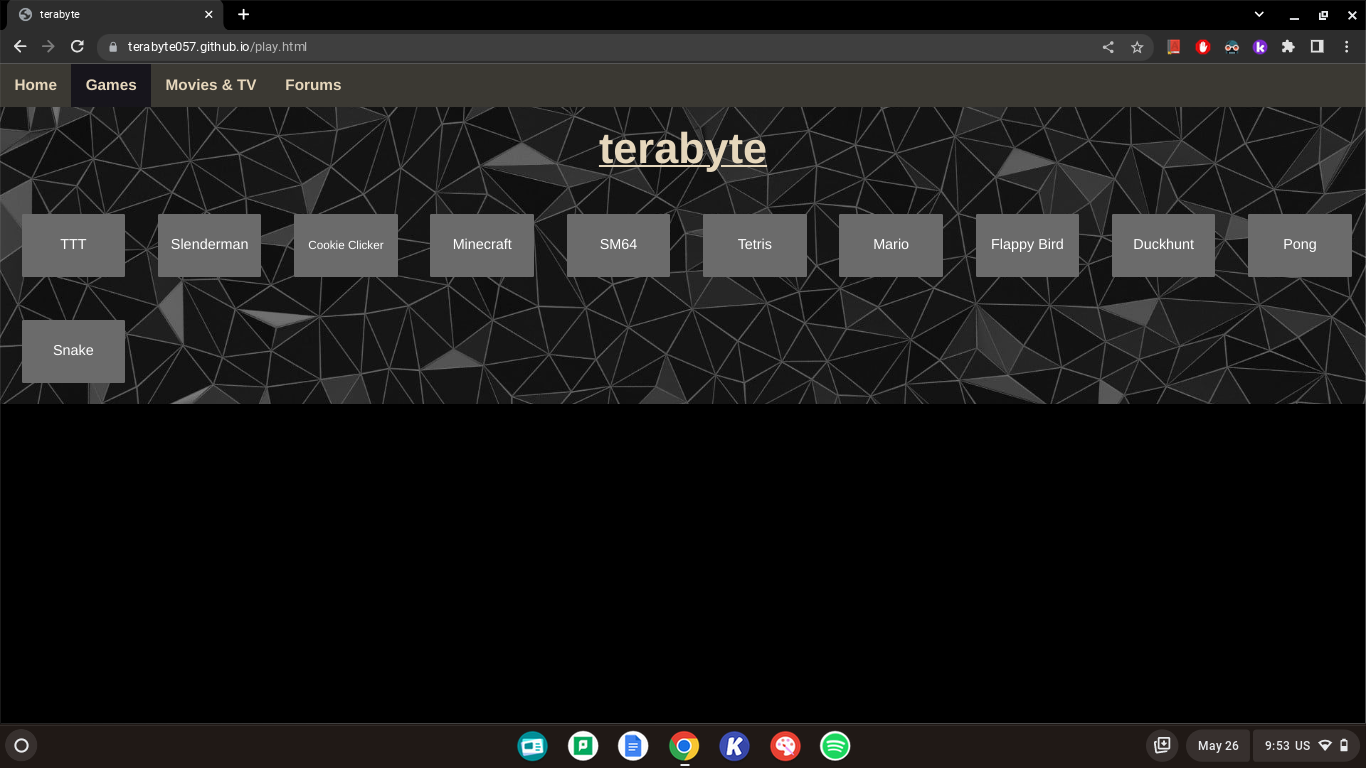 terabyte
terabyte057.github.io/play.html
Home Games Movies & TV Forums
terabyte
TTT Slenderman Cookie Clicker Minecraft SM64 Tetris Mario Flappy Bird Duckhunt Pong
Snake
May 26 9:53 US